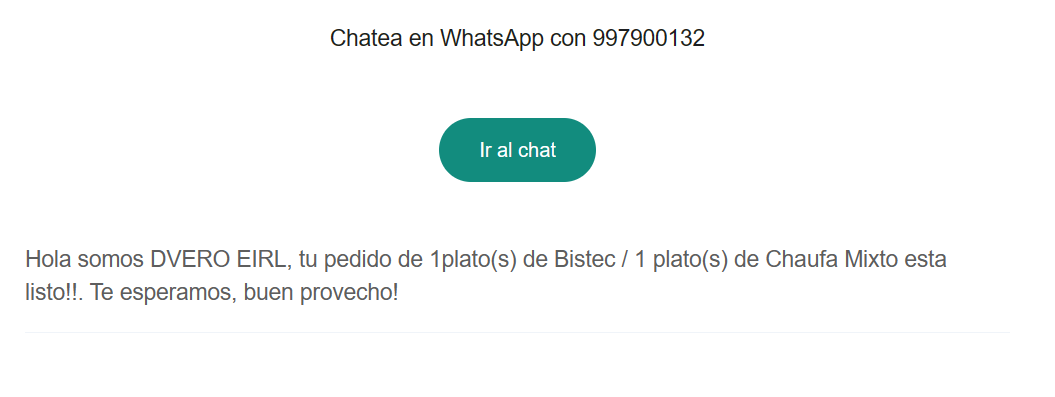 Chatea en WhatsApp con 997900132
Ir al chat
Hola somos DVERO EIRL, tu pedido de 1plato(s) de Bistec / 1 plato(s) de Chaufa Mixto esta
listo!!. Te esperamos, buen provecho!